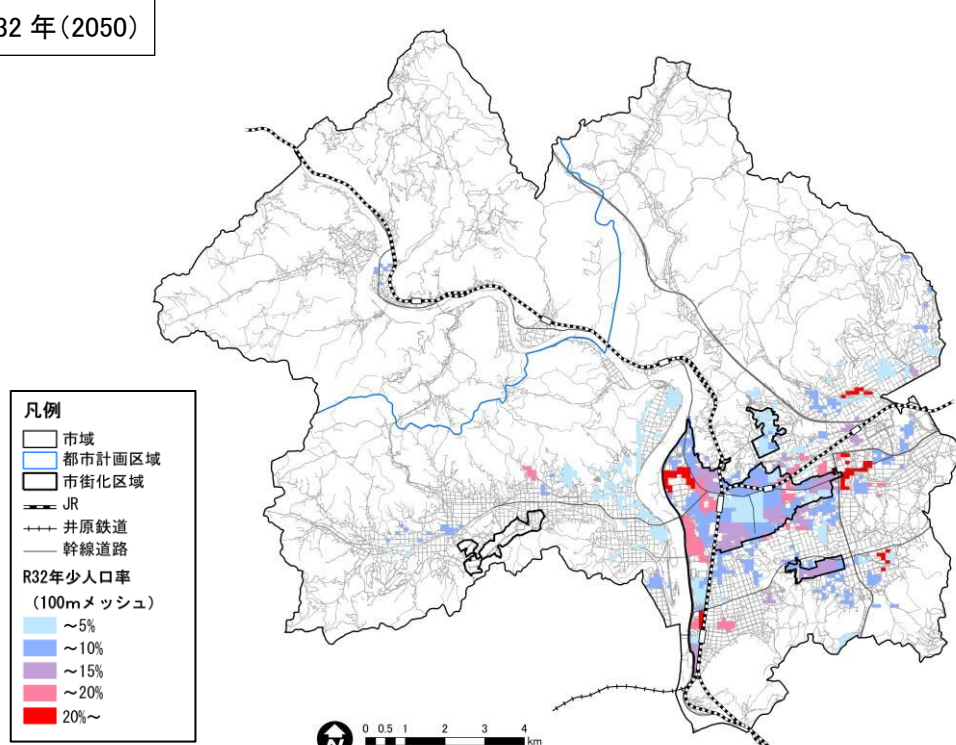 32 年(2050)
凡例
市域
都市計画区域
市街化区域
JR
井原鉄道
幹線道路
R32年少人口率
(100mメッシュ)
～5%
～10%
～15%
～20%
20%～
0 0.5 1 2 3 4
km